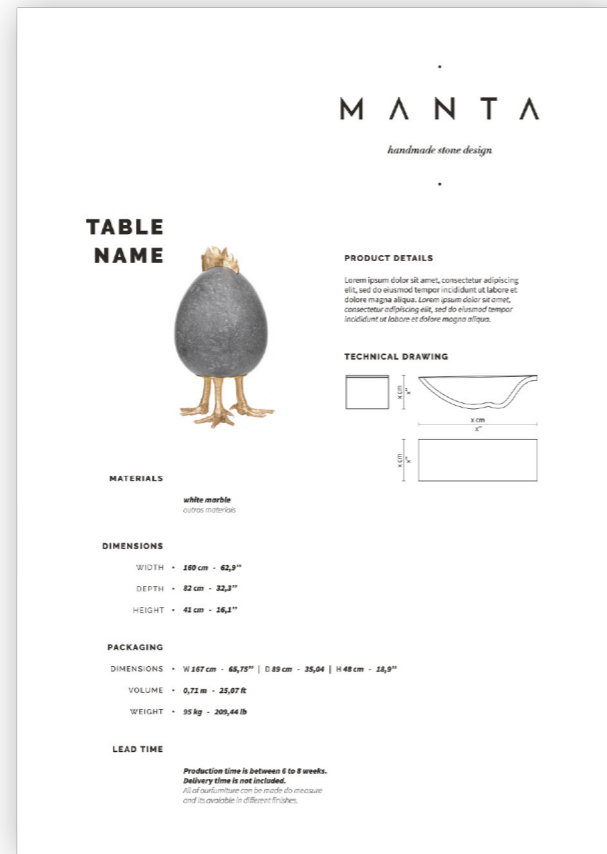 MANTA
handmade stone design
TABLE
NAME
PRODUCT DETAILS
Lorem ipsum dolor sit amet, consectetur adipiscing
elit, sed do eiusmod tempor incididunt ut labore et
dolore magna aliqua. Lorem ipsum dolor sit amet,
consectetur adipiscing elit, sed do eiusmod tempor
incididunt ut labore et dolore magna aliqua.
TECHNICAL DRAWING
x cm
x"
x cm
x"
x cm
x"
MATERIALS
white marble
outros materiais
DIMENSIONS
WIDTH • 160 cm - 62,9"
DEPTH • 82 cm - 32,3"
HEIGHT • 41 cm - 16,1"
PACKAGING
DIMENSIONS • W 167 cm - 65,75" | D 89 cm - 35,04 | H 48 cm - 18,9"
VOLUME • 0,71 m - 25,07 ft
WEIGHT • 95 kg - 209,44 lb
LEAD TIME
Production time is between 6 to 8 weeks.
Delivery time is not included.
All of ourfurniture can be made do measure
and its avaiable in different finishes.